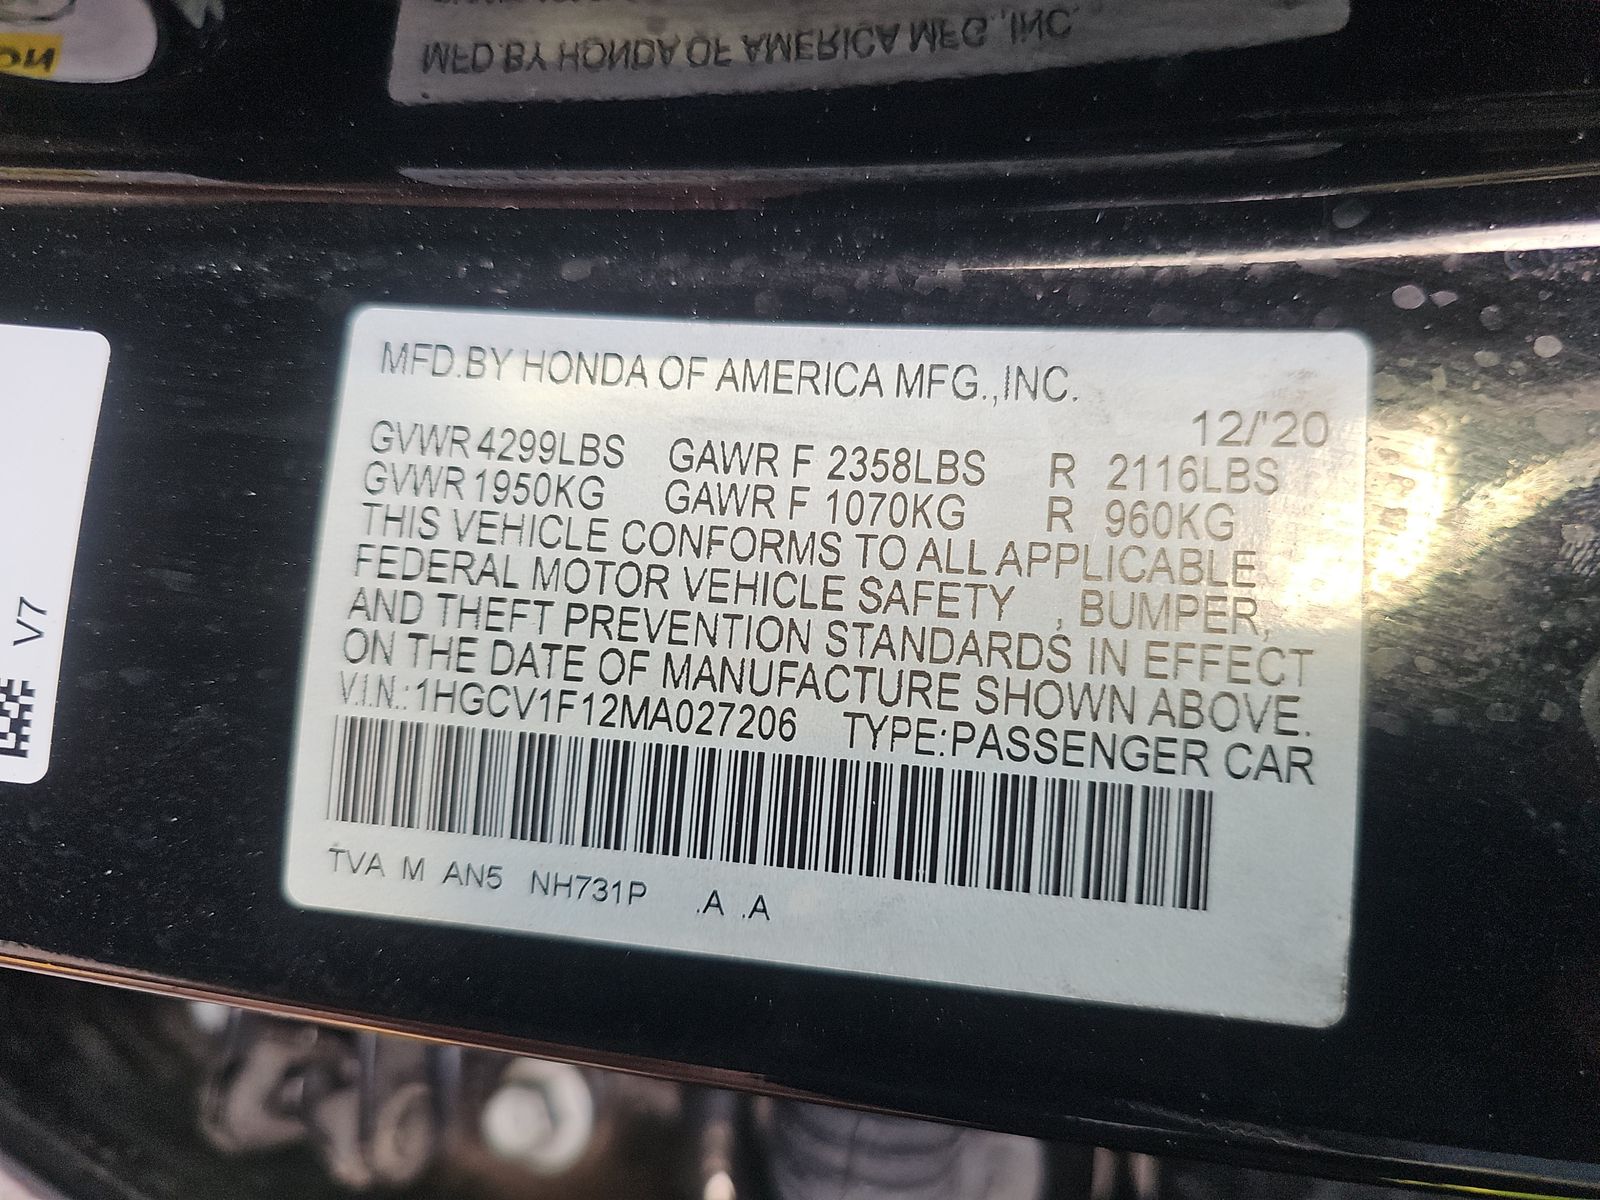 MFD.BY HONDA OF AMERICA MFG.,INC.
MFD.BY HONDA OF AMERICA MFG.,INC.
12/'20
GVWR 4299LBS GAWR F 2358LBS R 2116LBS
GVWR 1950KG GAWR F 1070KG R 960KG
THIS VEHICLE CONFORMS TO ALL APPLICABLE
FEDERAL MOTOR VEHICLE SAFETY , BUMPER,
AND THEFT PREVENTION STANDARDS IN EFFECT
ON THE DATE OF MANUFACTURE SHOWN ABOVE.
V.I.N.: 1HGCV1F12MA027206 TYPE:PASSENGER CAR
TVA M AN5 NH731P .A .A
V7